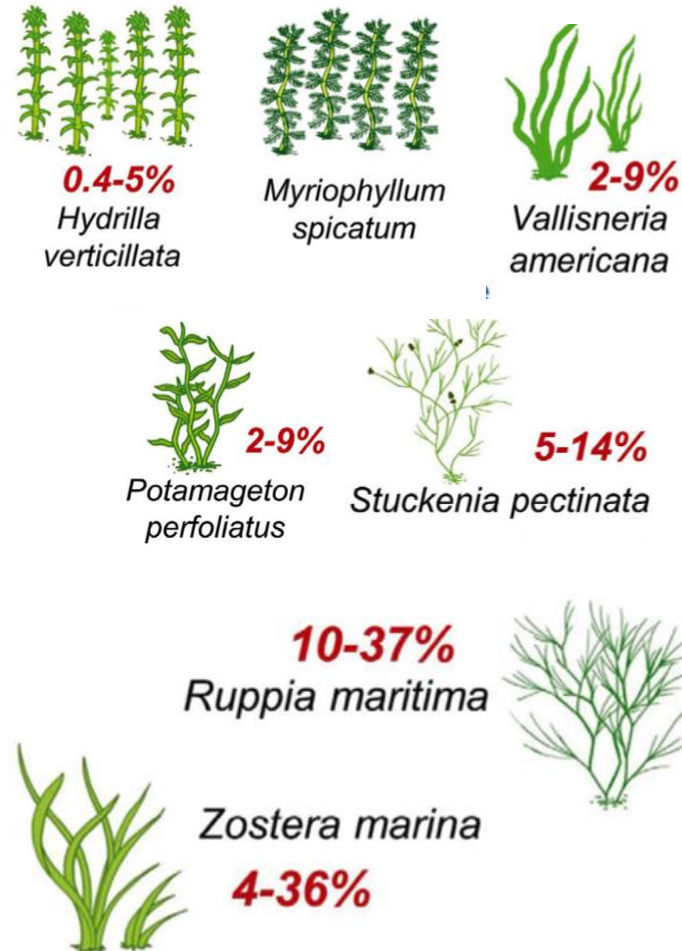 0.4-5%
Hydrilla
verticillata
Myriophyllum
spicatum
2-9%
Vallisneria
americana
2-9%
Potamageton
perfoliatus
5-14%
Stuckenia pectinata
10-37%
Ruppia maritima
Zostera marina
4-36%